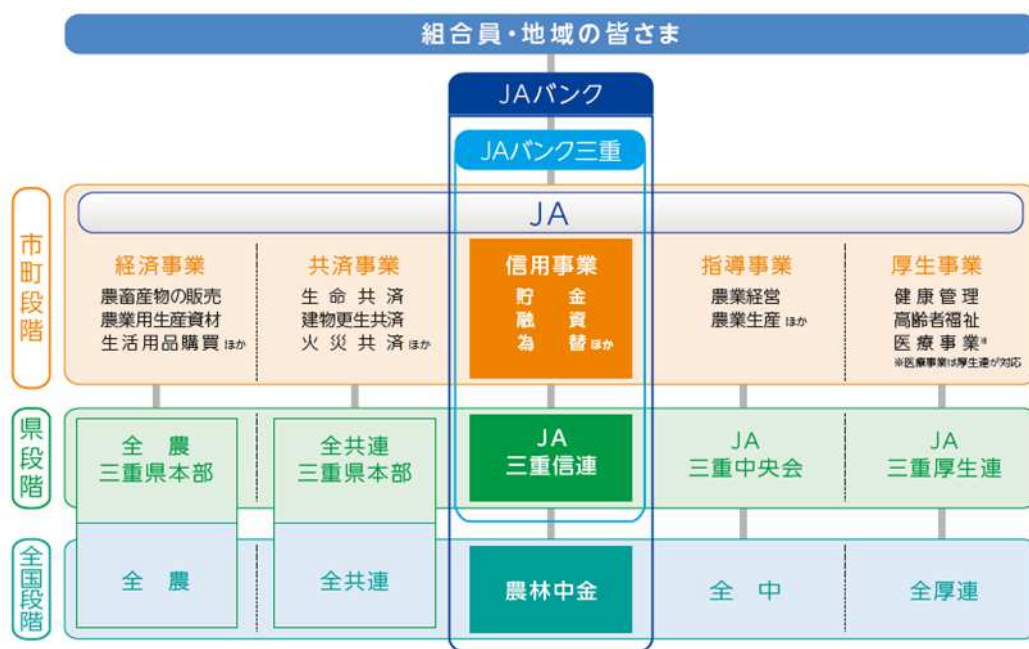 組合員・地域の皆さま
JAバンク
JAバンク三重
市町段階
JA
経済事業
農畜産物の販売
農業用生産資材
生活用品購買 ほか
共済事業
生命共済
建物更生共済
火災共済 ほか
信用事業
貯金
融資
為替 ほか
指導事業
農業経営
農業生産 ほか
厚生事業
健康管理
高齢者福祉
医療事業※
※医療事業は厚生連が対応
県段階
全農
三重県本部
全共連
三重県本部
JA
三重信連
JA
三重中央会
JA
三重厚生連
全国段階
全農
全共連
農林中金
全中
全厚連